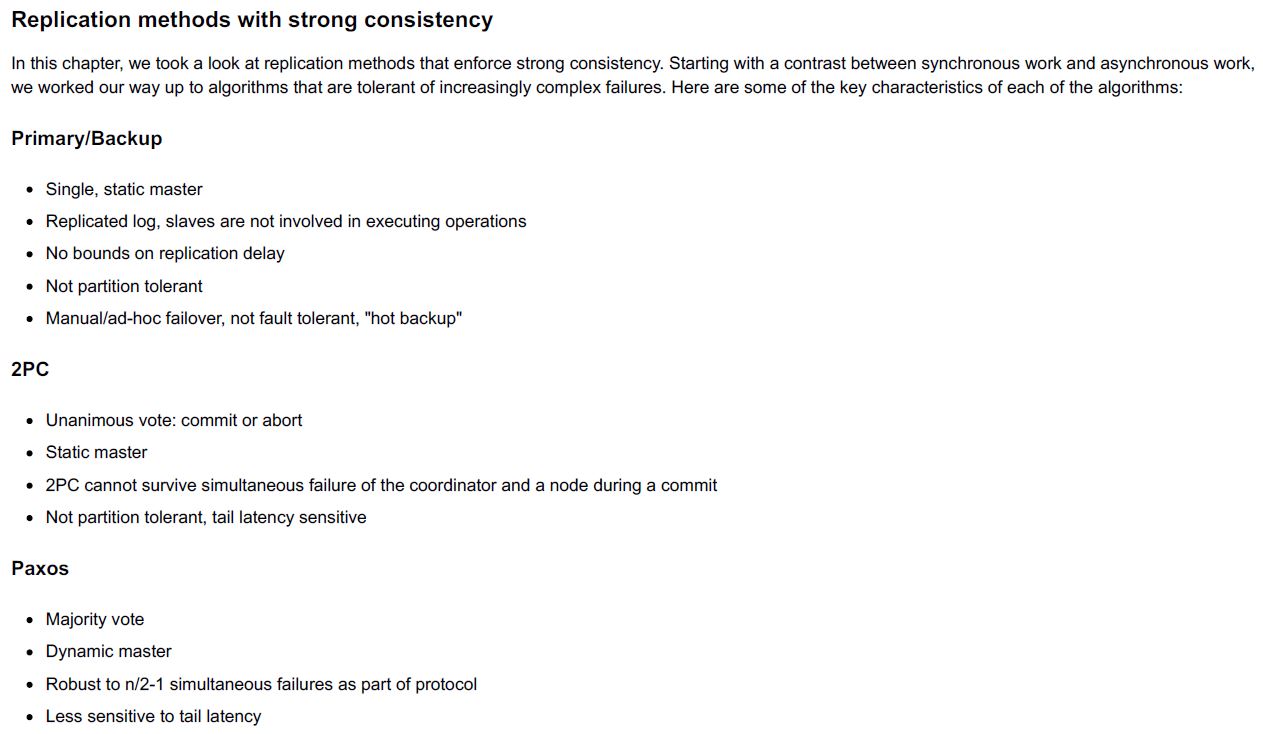 Replication methods with strong consistency
In this chapter, we took a look at replication methods that enforce strong consistency. Starting with a contrast between synchronous work and asynchronous work,
we worked our way up to algorithms that are tolerant of increasingly complex failures. Here are some of the key characteristics of each of the algorithms:
Primary/Backup
• Single, static master
• Replicated log, slaves are not involved in executing operations
• No bounds on replication delay
• Not partition tolerant
• Manual/ad-hoc failover, not fault tolerant, "hot backup"
2PC
• Unanimous vote: commit or abort
• Static master
• 2PC cannot survive simultaneous failure of the coordinator and a node during a commit
• Not partition tolerant, tail latency sensitive
Paxos
• Majority vote
• Dynamic master
• Robust to n/2-1 simultaneous failures as part of protocol
• Less sensitive to tail latency